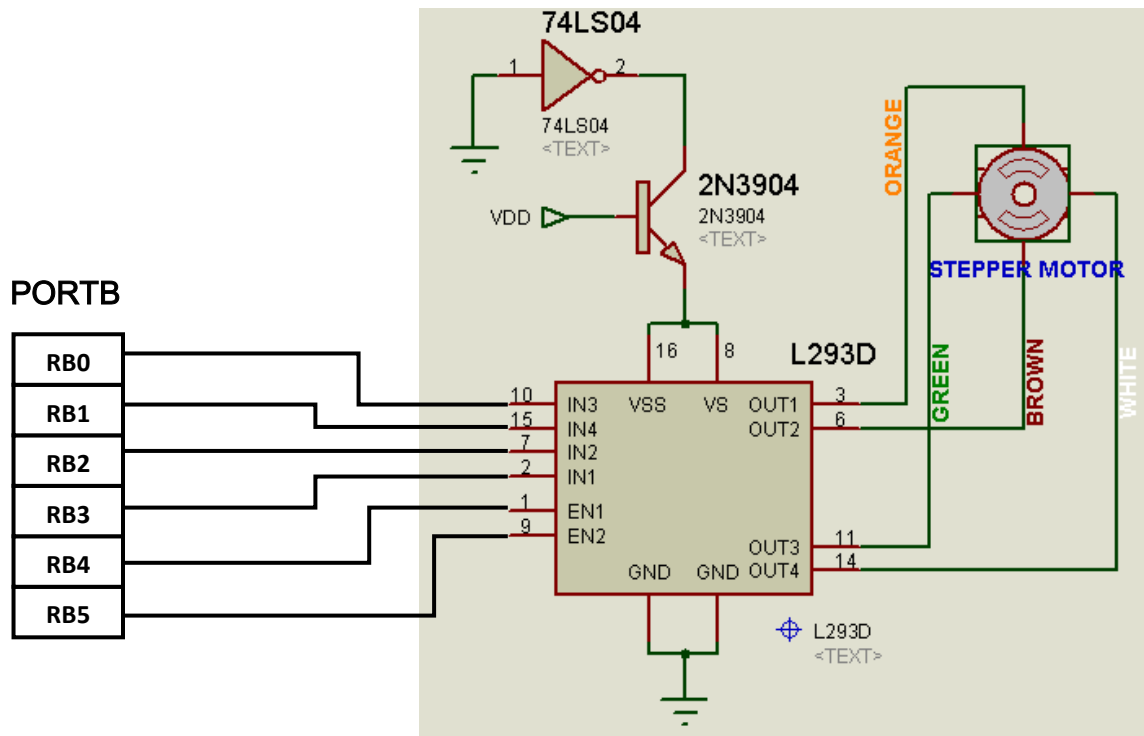 74LS04
1 2
74LS04
<TEXT>
ORANGE
2N3904
VDD
2N3904
<TEXT>
STEPPER MOTOR
PORTB
RB0
RB1
RB2
RB3
RB4
RB5
16 8
L293D
GREEN
BROWN
WHITE
10 IN3 VSS VS OUT1 3
15 IN4 OUT2 6
7 IN2
2 IN1
1 EN1
9 EN2
OUT3 11
GND GND OUT4 14
L293D
<TEXT>